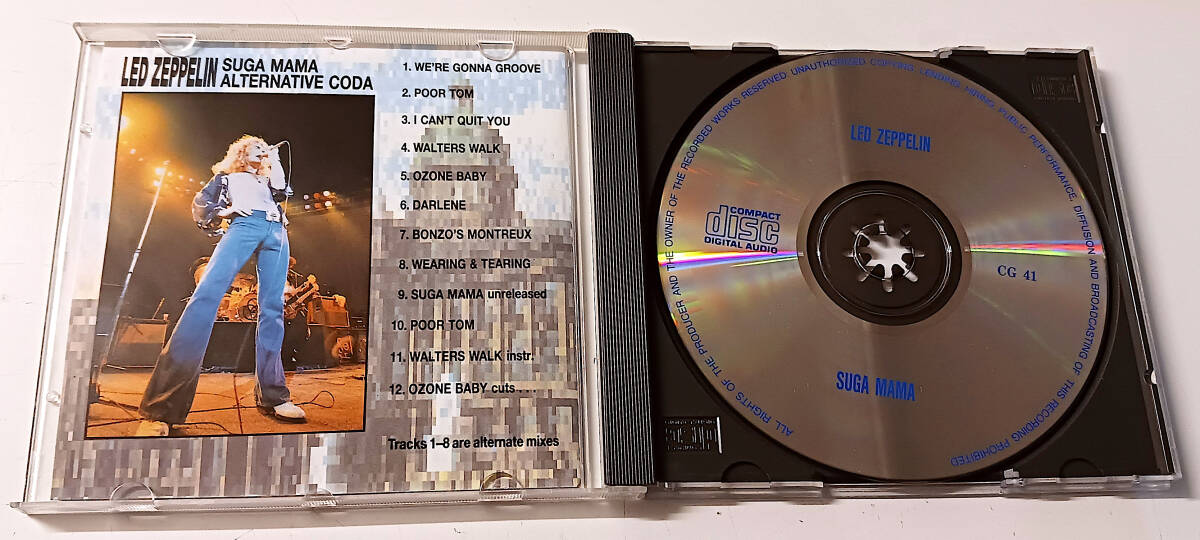 LED ZEPPELIN SUGA MAMA
ALTERNATIVE CODA
1. WE'RE GONNA GROOVE
2. POOR TOM
3. I CAN'T QUIT YOU
4. WALTERS WALK
5. OZONE BABY
6. DARLENE
7. BONZO'S MONTREUX
8. WEARING & TEARING
9. SUGA MAMA unreleased
10. POOR TOM
11. WALTERS WALK instr.
12. OZONE BABY cuts . . .
Tracks 1–8 are alternate mixes
ALL RIGHTS OF THE PRODUCER AND THE OWNER OF THE RECORDED WORKS RESERVED UNAUTHORIZED COPYING, LENDING, HIRING, PUBLIC PERFORMANCE, DIFFUSION AND BROADCASTING OF THIS RECORDING PROHIBITED
LED ZEPPELIN
COMPACT
disc
DIGITAL AUDIO
CG 41
SUGA MAMA